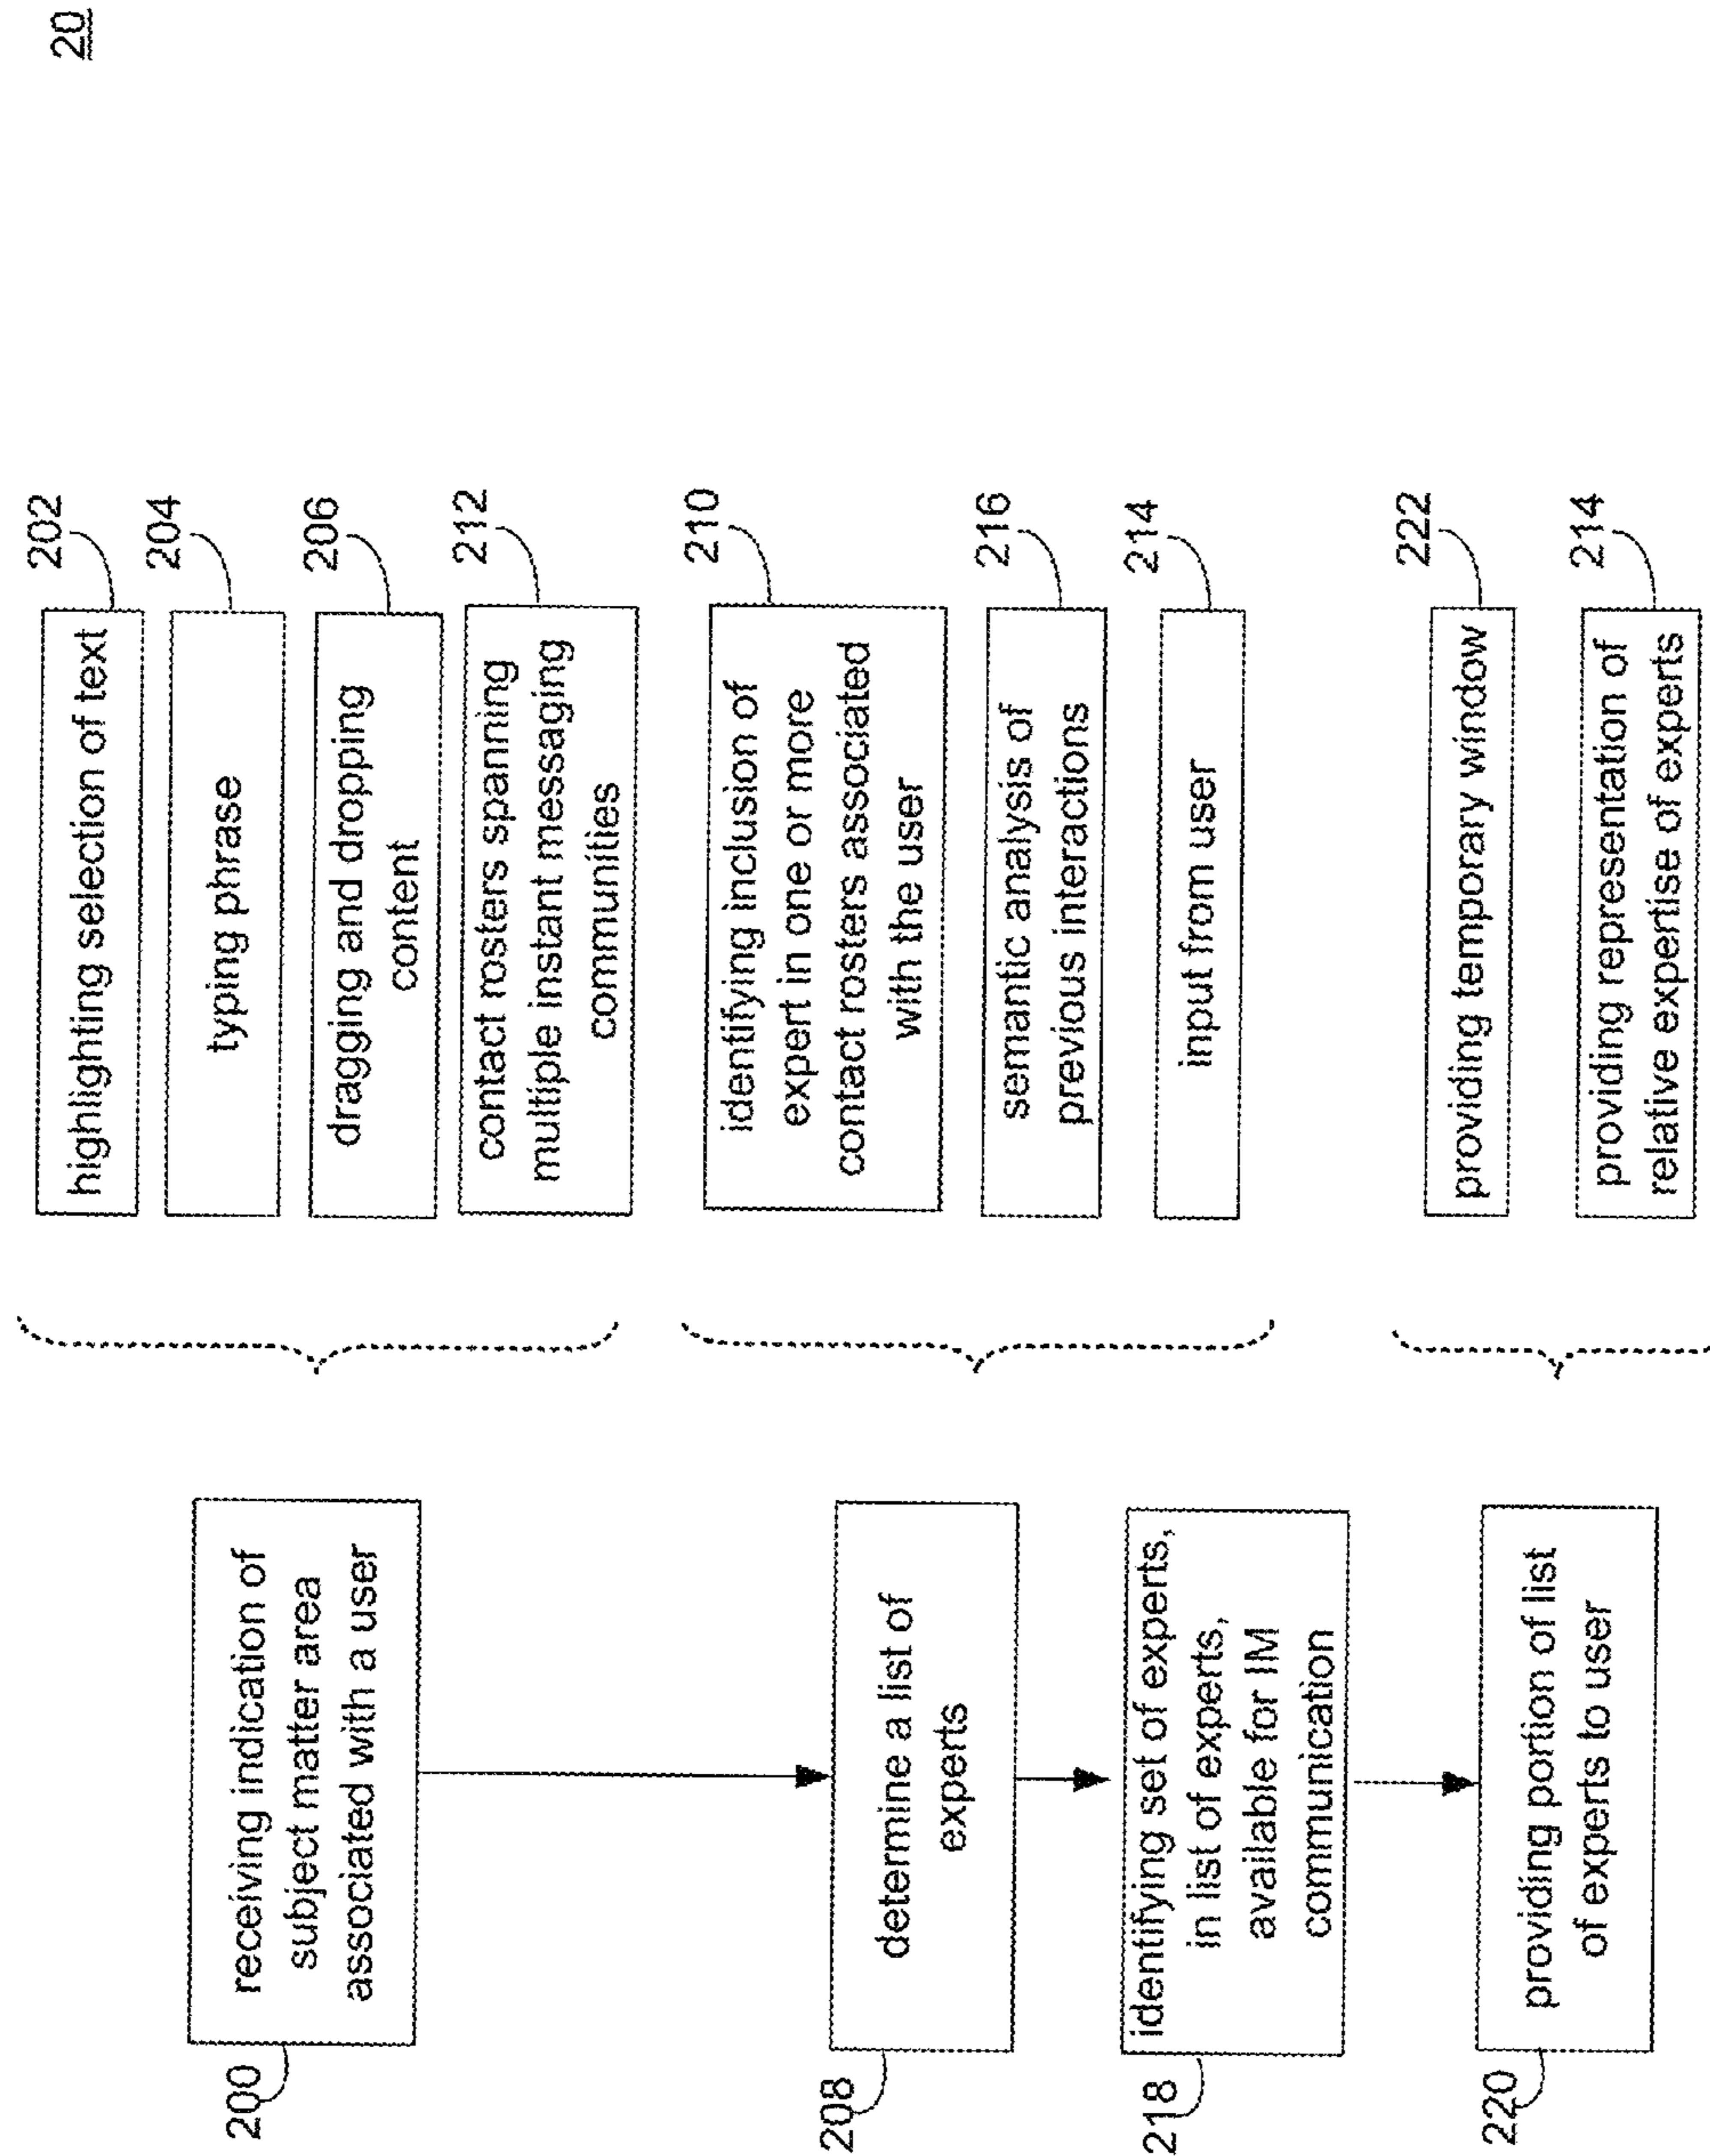 20
200
receiving indication of
subject matter area
associated with a user
202
highlighting selection of text
204
typing phrase
206
dragging and dropping
content
212
contact rosters spanning
multiple instant messaging
communities
208
determine a list of
experts
210
identifying inclusion of
expert in one or more
contact rosters associated
with the user
216
semantic analysis of
previous interactions
214
input from user
218
identifying set of experts,
in list of experts,
available for IM
communication
220
providing portion of list
of experts to user
222
providing temporary window
214
providing representation of
relative expertise of experts